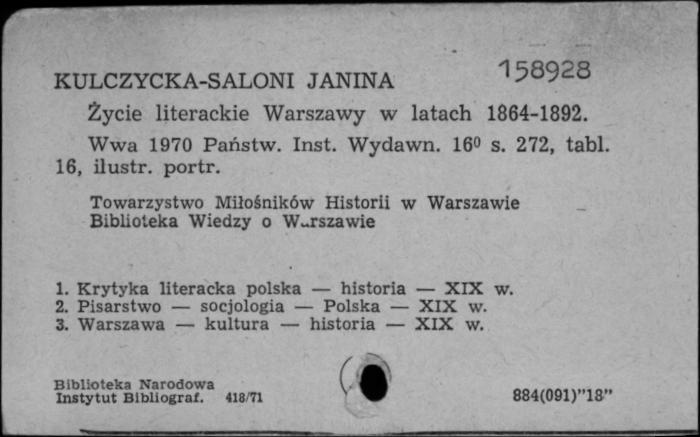 158928
KULCZYCKA-SALONI JANINA
Życie literackie Warszawy w latach 1864-1892.
Wwa 1970 Państw. Inst. Wydawn. 16⁰ s. 272, tabl.
16, ilustr. portr.
Towarzystwo Miłośników Historii w Warszawie
Biblioteka Wiedzy o Warszawie
1. Krytyka literacka polska — historia — XIX w.
2. Pisarstwo — socjologia — Polska — XIX w.
3. Warszawa — kultura — historia — XIX w.
Biblioteka Narodowa
Instytut Bibliograf. 418/71
884(091)"18"